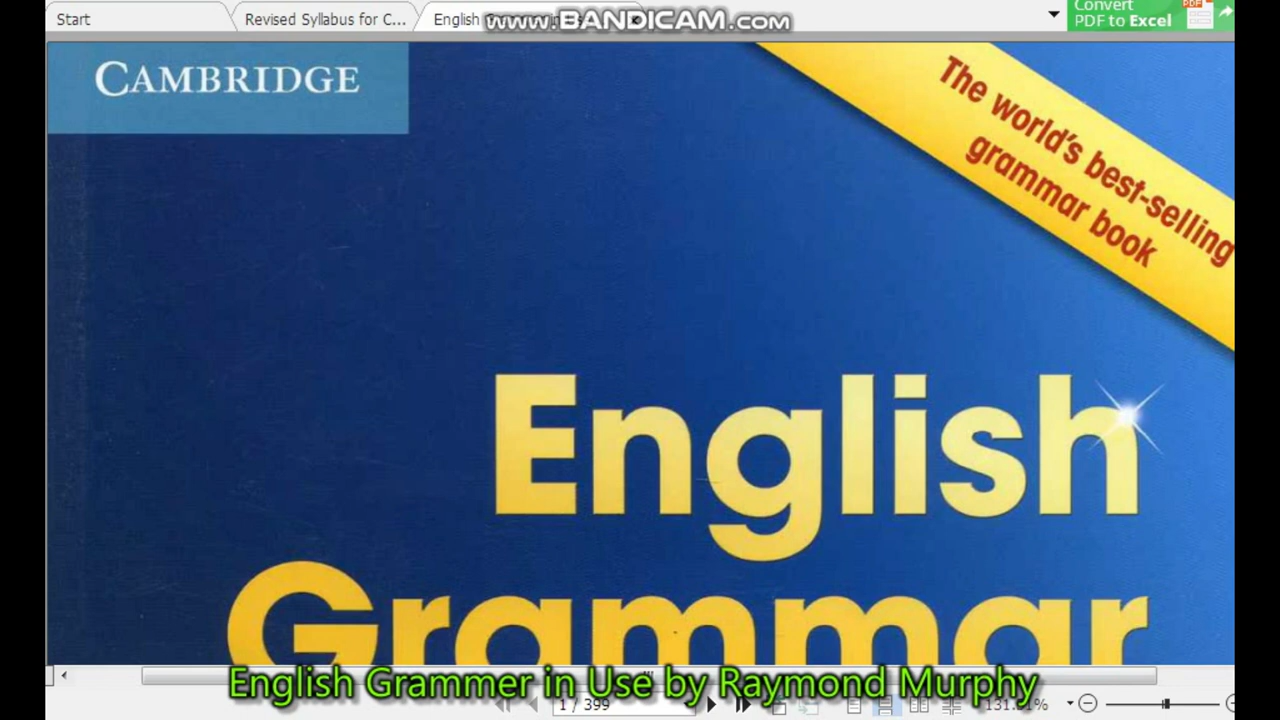 Start
Revised Syllabus for C...
English
www.BANDICAM.com
Convert
PDF to Excel
PDF
CAMBRIDGE
The world's best-selling
grammar book
English
Grammar
English Grammer in Use by Raymond Murphy
1 / 399